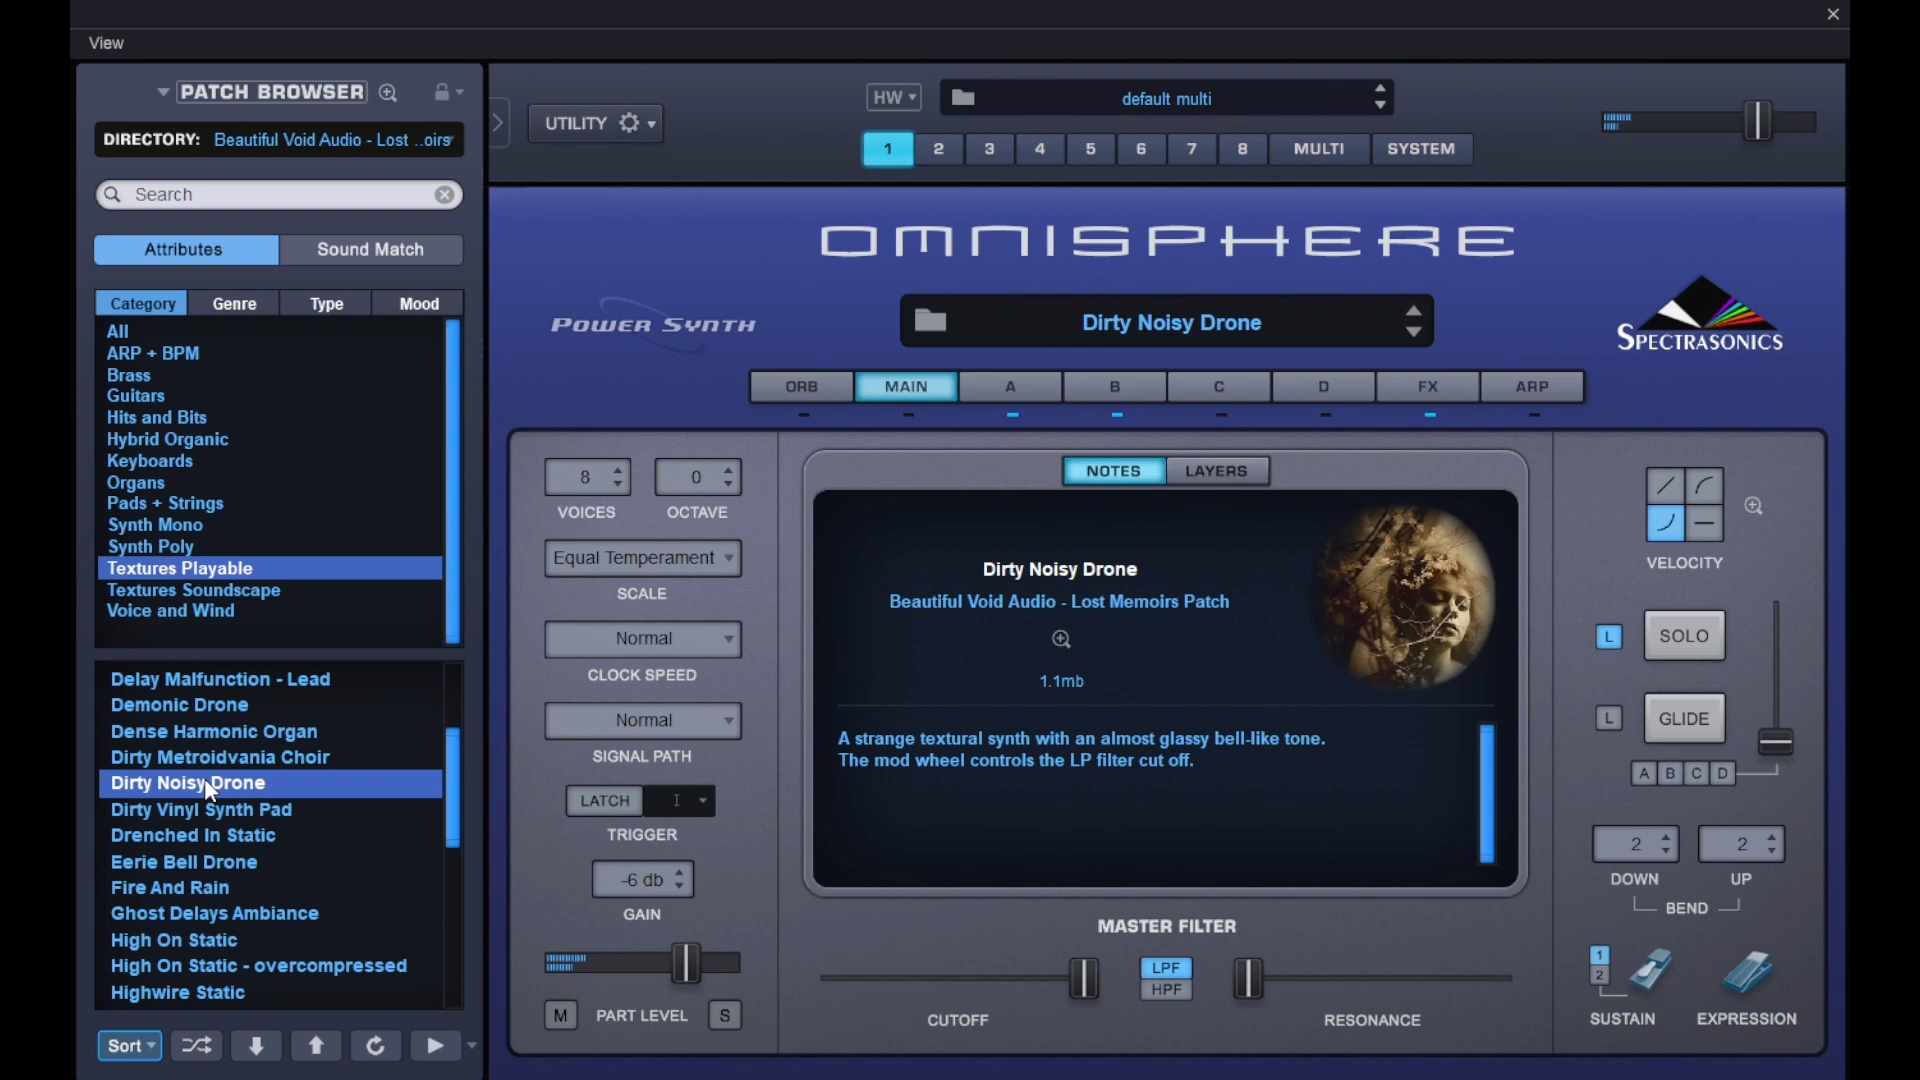 View
PATCH BROWSER
DIRECTORY: Beautiful Void Audio - Lost ..oirs
Search
Attributes
Sound Match
Category
Genre
Type
Mood
All
ARP + BPM
Brass
Guitars
Hits and Bits
Hybrid Organic
Keyboards
Organs
Pads + Strings
Synth Mono
Synth Poly
Textures Playable
Textures Soundscape
Voice and Wind
Delay Malfunction - Lead
Demonic Drone
Dense Harmonic Organ
Dirty Metroidvania Choir
Dirty Noisy Drone
Dirty Vinyl Synth Pad
Drenched In Static
Eerie Bell Drone
Fire And Rain
Ghost Delays Ambiance
High On Static
High On Static - overcompressed
Highwire Static
Sort
UTILITY
HW
default multi
1 2 3 4 5 6 7 8 MULTI SYSTEM
OMNISPHERE
POWER SYNTH
Dirty Noisy Drone
SPECTRASONICS
ORB MAIN A B C D FX ARP
8
VOICES
0
OCTAVE
Equal Temperament
SCALE
Normal
CLOCK SPEED
Normal
SIGNAL PATH
LATCH
TRIGGER
-6 db
GAIN
M PART LEVEL S
NOTES LAYERS
Dirty Noisy Drone
Beautiful Void Audio - Lost Memoirs Patch
1.1mb
A strange textural synth with an almost glassy bell-like tone.
The mod wheel controls the LP filter cut off.
MASTER FILTER
LPF
HPF
CUTOFF
RESONANCE
VELOCITY
L SOLO
L GLIDE
A B C D
2
DOWN
2
UP
BEND
1
2
SUSTAIN
EXPRESSION